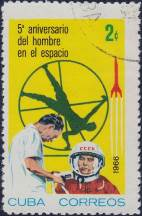 5º aniversario
del hombre
en el espacio
2¢
CCCP
1966
CUBA CORREOS